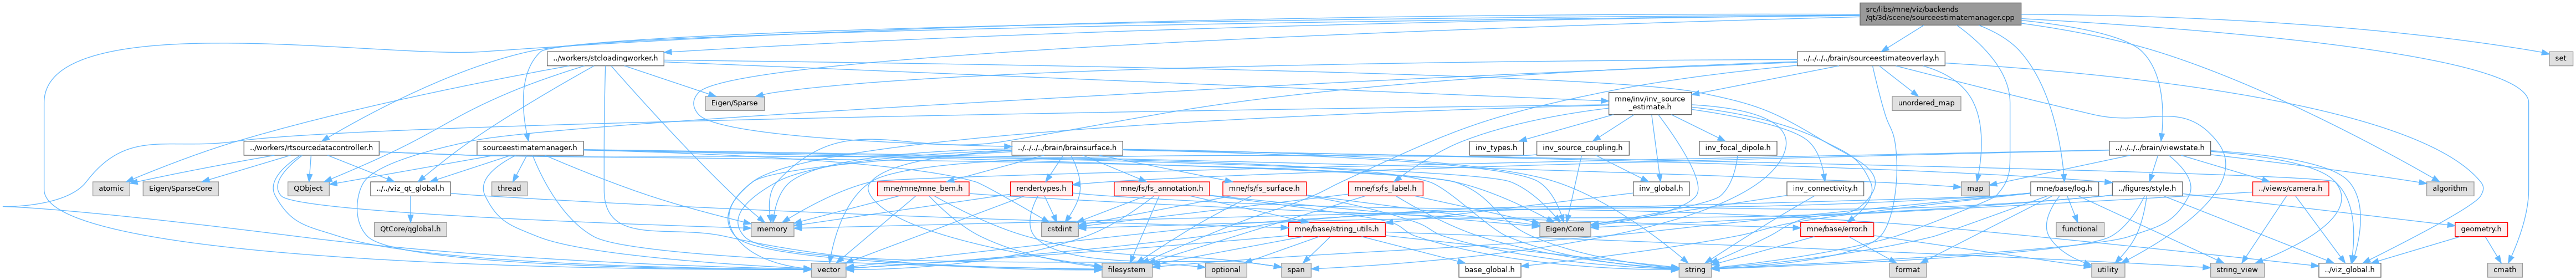 src/libs/mne/viz/backends
/qt/3d/scene/sourceestimatemanager.cpp
../workers/stcloadingworker.h
../../../../brain/sourceestimateoverlay.h
set
Eigen/Sparse
mne/inv/inv_source
_estimate.h
unordered_map
../workers/rtsourcedatacontroller.h
sourceestimatemanager.h
../../../../brain/brainsurface.h
inv_types.h
inv_source_coupling.h
inv_focal_dipole.h
../../../../brain/viewstate.h
atomic
Eigen/SparseCore
QObject
../../viz_qt_global.h
thread
mne/mne/mne_bem.h
rendertypes.h
mne/fs/fs_annotation.h
mne/fs/fs_surface.h
mne/fs/fs_label.h
inv_global.h
inv_connectivity.h
map
mne/base/log.h
../figures/style.h
../views/camera.h
algorithm
QtCore/qglobal.h
memory
cstdint
mne/base/string_utils.h
Eigen/Core
mne/base/error.h
functional
geometry.h
vector
filesystem
optional
span
base_global.h
string
format
utility
string_view
../viz_global.h
cmath